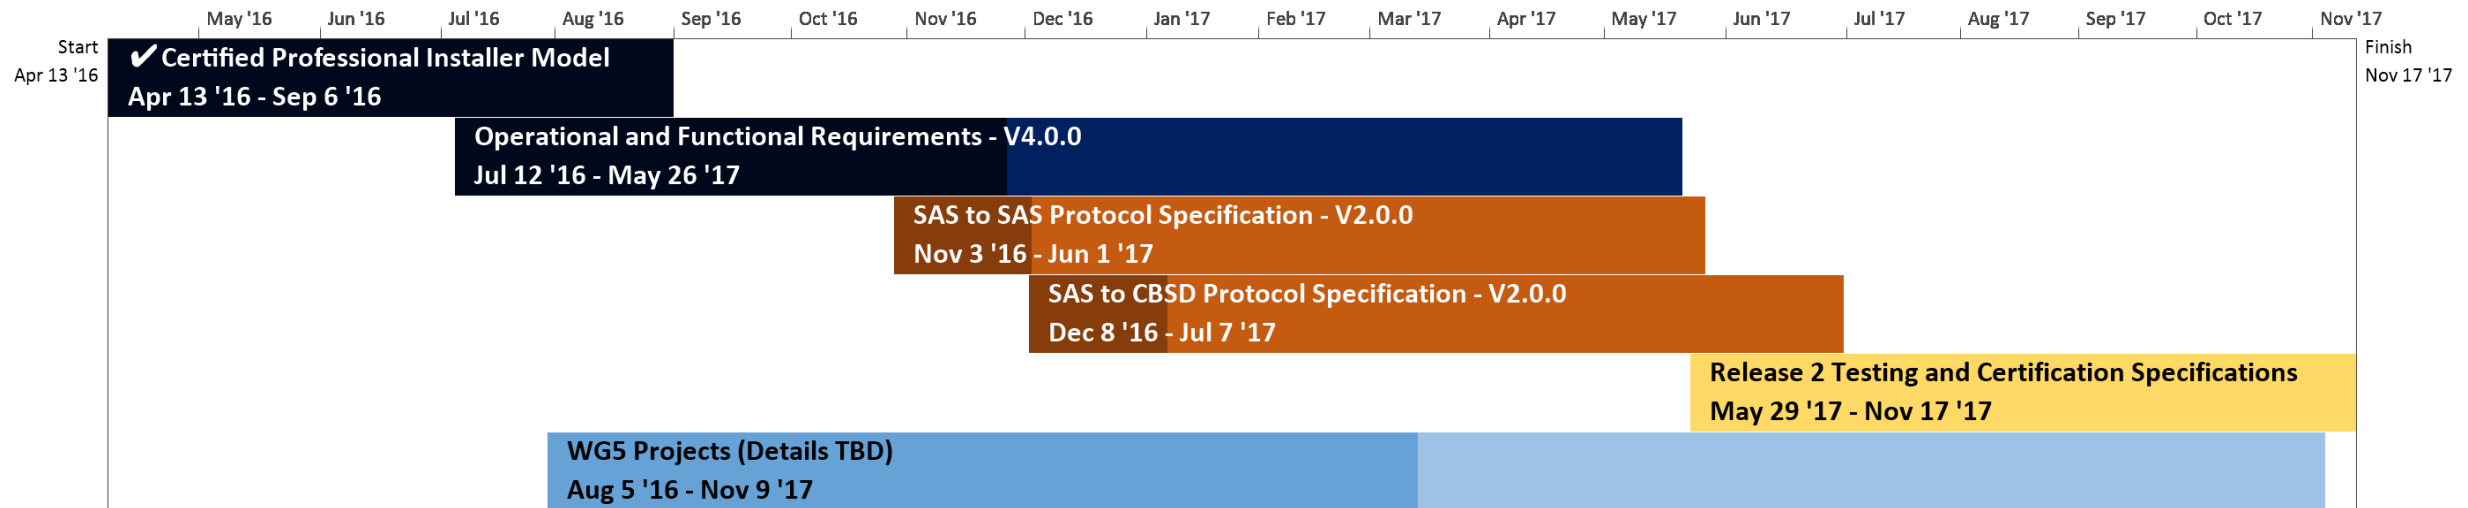 May '16 Jun '16 Jul '16 Aug '16 Sep '16 Oct '16 Nov '16 Dec '16 Jan '17 Feb '17 Mar '17 Apr '17 May '17 Jun '17 Jul '17 Aug '17 Sep '17 Oct '17 Nov '17
Start
Apr 13 '16
Finish
Nov 17 '17
✔ Certified Professional Installer Model
Apr 13 '16 - Sep 6 '16
Operational and Functional Requirements - V4.0.0
Jul 12 '16 - May 26 '17
SAS to SAS Protocol Specification - V2.0.0
Nov 3 '16 - Jun 1 '17
SAS to CBSD Protocol Specification - V2.0.0
Dec 8 '16 - Jul 7 '17
Release 2 Testing and Certification Specifications
May 29 '17 - Nov 17 '17
WG5 Projects (Details TBD)
Aug 5 '16 - Nov 9 '17